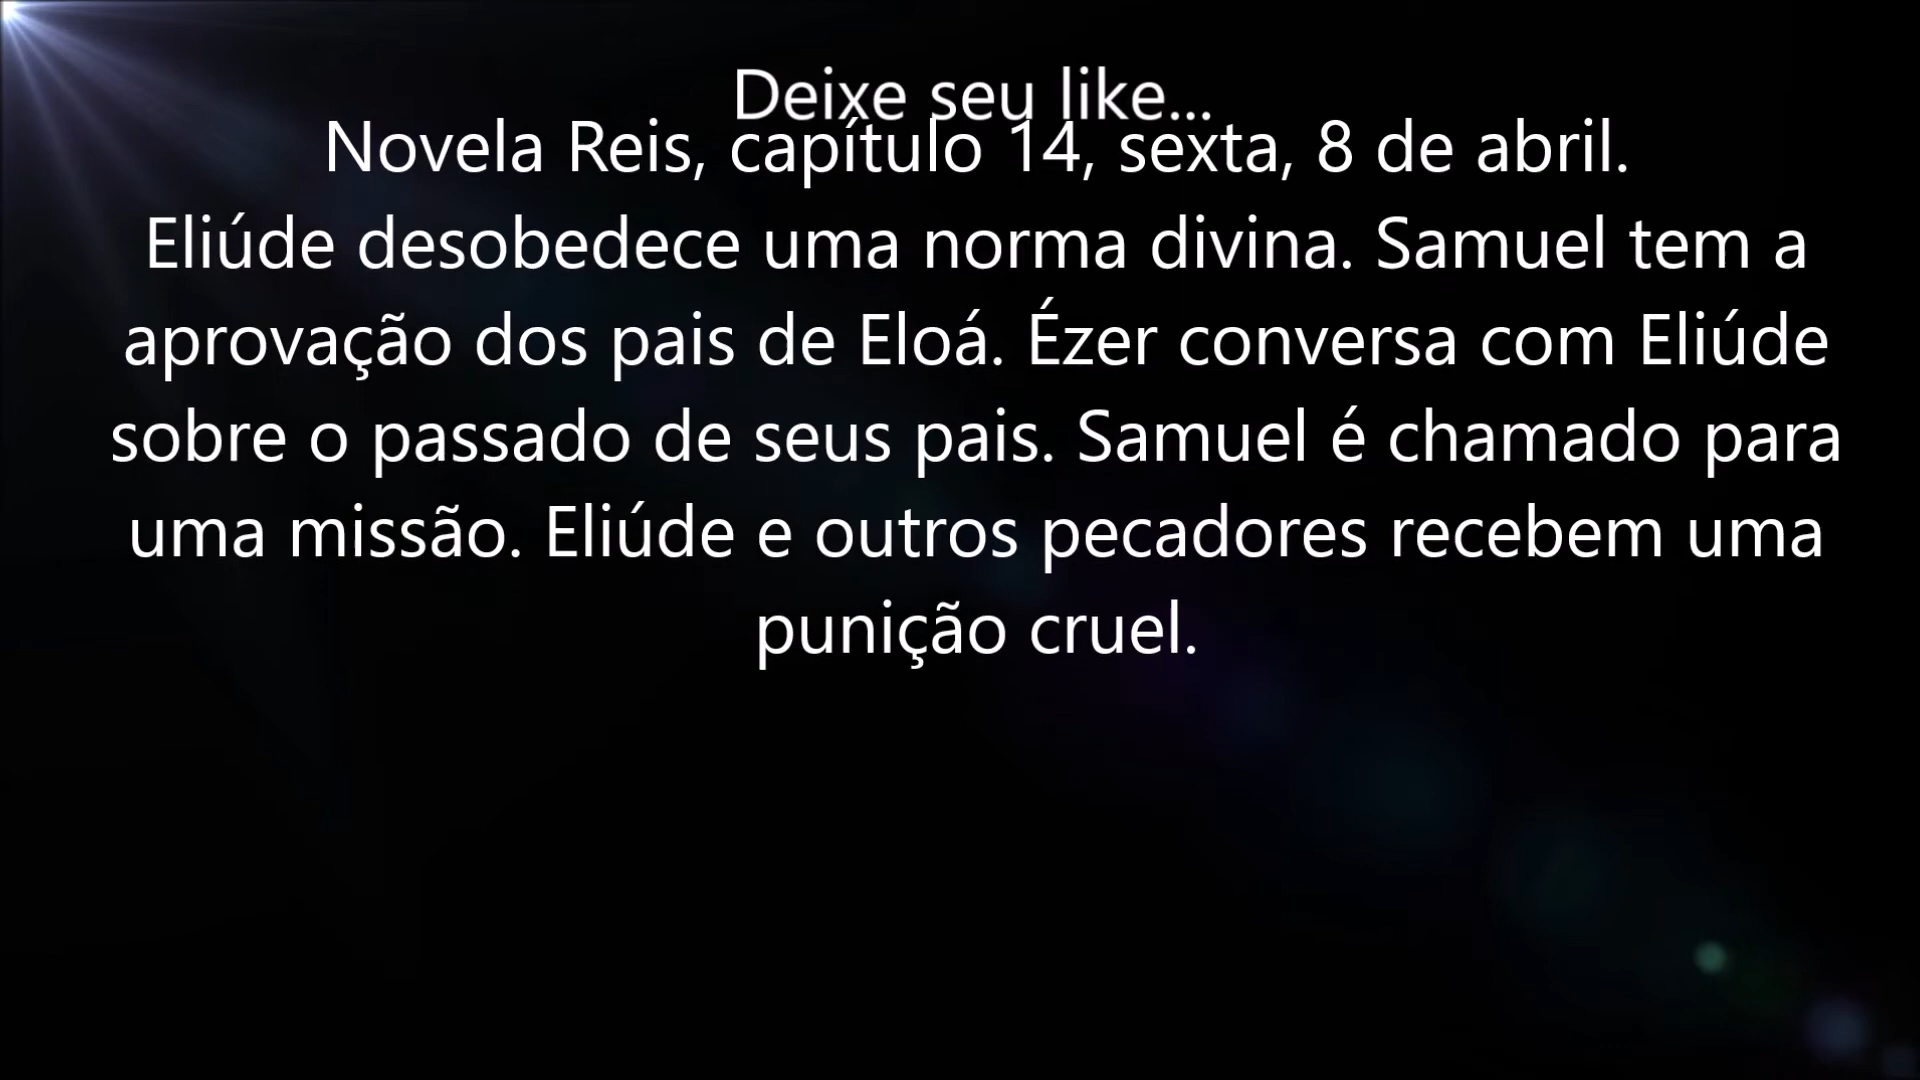 Deixe seu like...
Novela Reis, capítulo 14, sexta, 8 de abril.
Eliúde desobedece uma norma divina. Samuel tem a
aprovação dos pais de Eloá. Ézer conversa com Eliúde
sobre o passado de seus pais. Samuel é chamado para
uma missão. Eliúde e outros pecadores recebem uma
punição cruel.